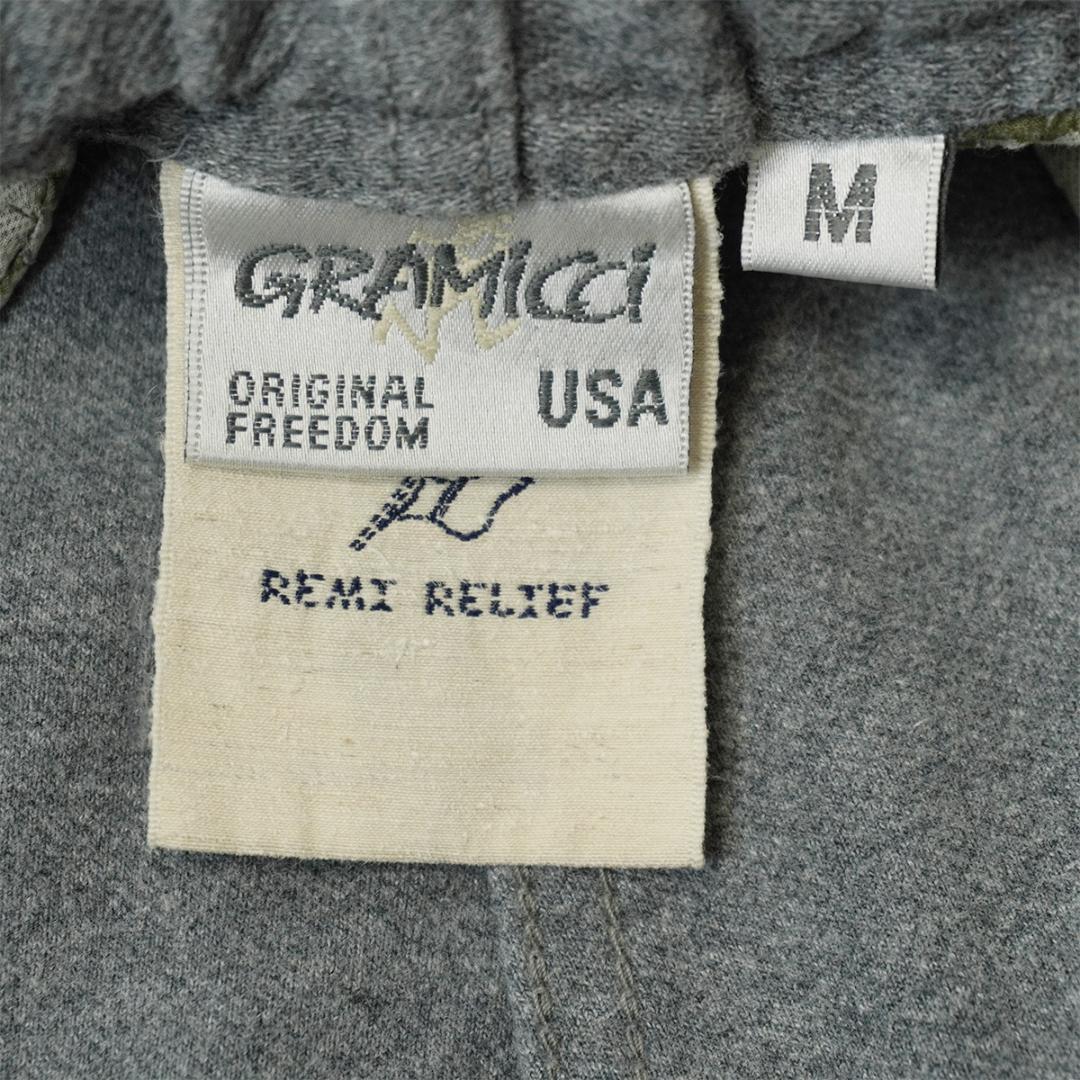 GRAMiCCi
ORIGINAL
FREEDOM
USA
M
REMI RELIEF